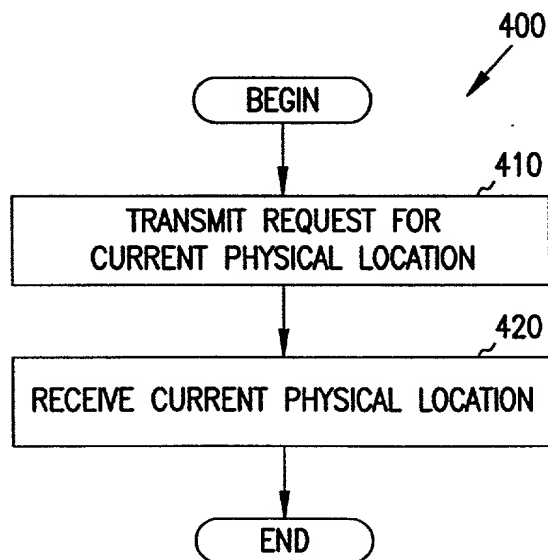 400
BEGIN
410
TRANSMIT REQUEST FOR
CURRENT PHYSICAL LOCATION
420
RECEIVE CURRENT PHYSICAL LOCATION
END